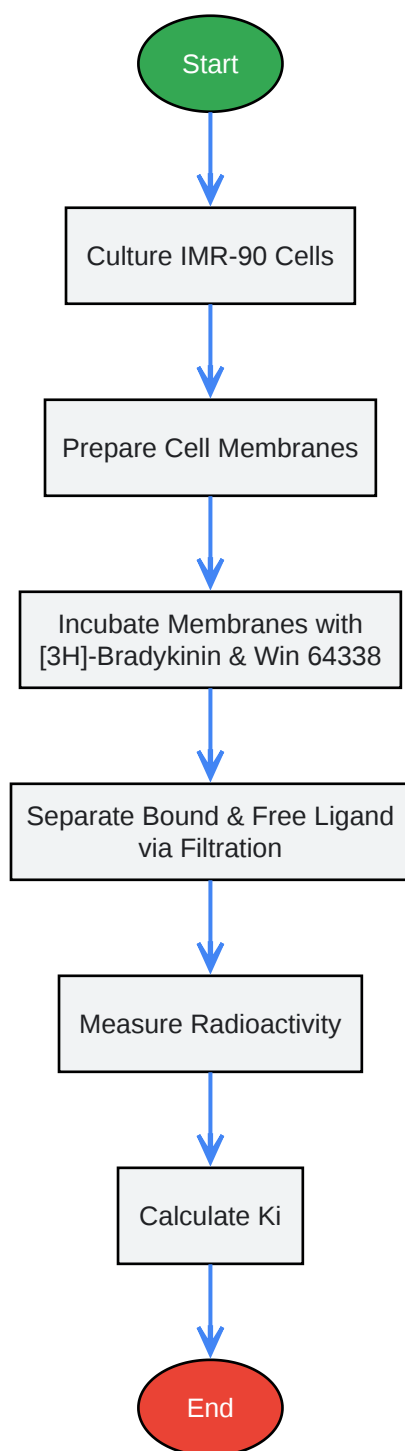 Start
Culture IMR-90 Cells
Prepare Cell Membranes
Incubate Membranes with
[3H]-Bradykinin & Win 64338
Separate Bound & Free Ligand
via Filtration
Measure Radioactivity
Calculate Ki
End